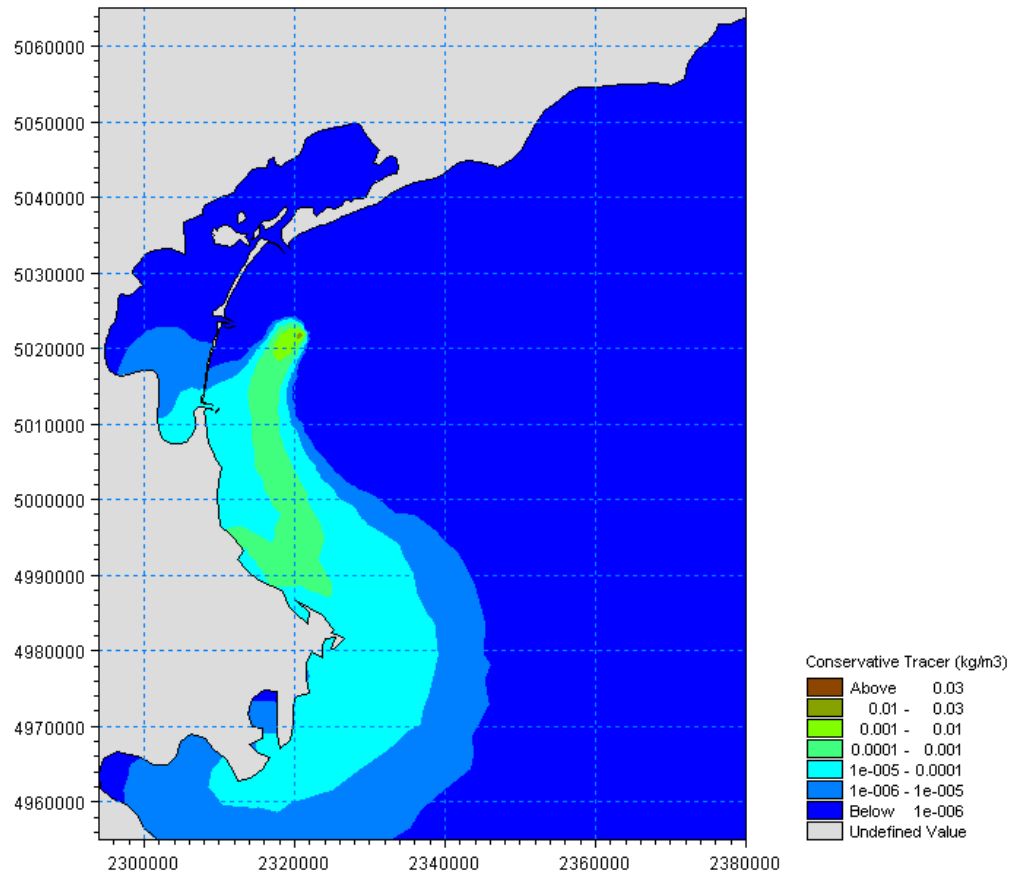 5060000
5050000
5040000
5030000
5020000
5010000
5000000
4990000
4980000
4970000
4960000
2300000 2320000 2340000 2360000 2380000
Conservative Tracer (kg/m3)
Above 0.03
0.01 - 0.03
0.001 - 0.01
0.0001 - 0.001
1e-005 - 0.0001
1e-006 - 1e-005
Below 1e-006
Undefined Value